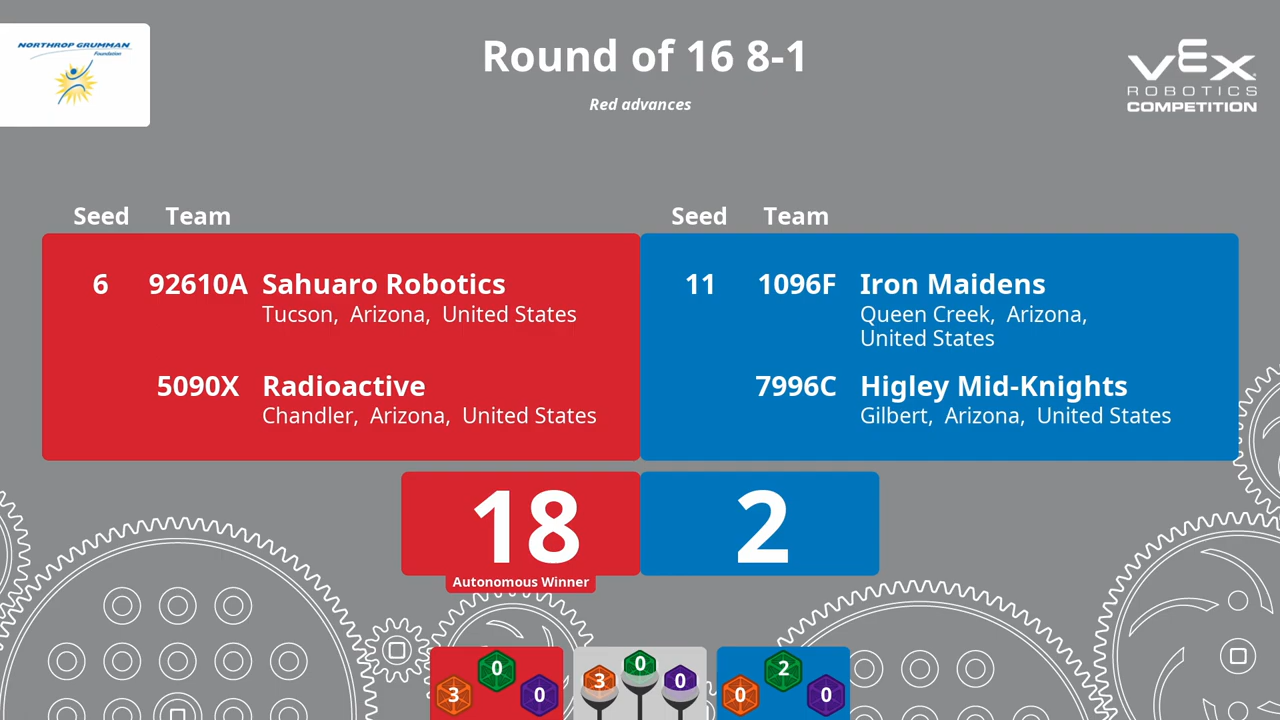 NORTHROP GRUMMAN
Foundation
Round of 16 8-1
Red advances
VEX
ROBOTICS
COMPETITION
Seed Team
6 92610A Sahuaro Robotics
Tucson, Arizona, United States
5090X Radioactive
Chandler, Arizona, United States
Seed Team
11 1096F Iron Maidens
Queen Creek, Arizona,
United States
7996C Higley Mid-Knights
Gilbert, Arizona, United States
18 2
Autonomous Winner
0
3 0
0
3 0
2
0 0